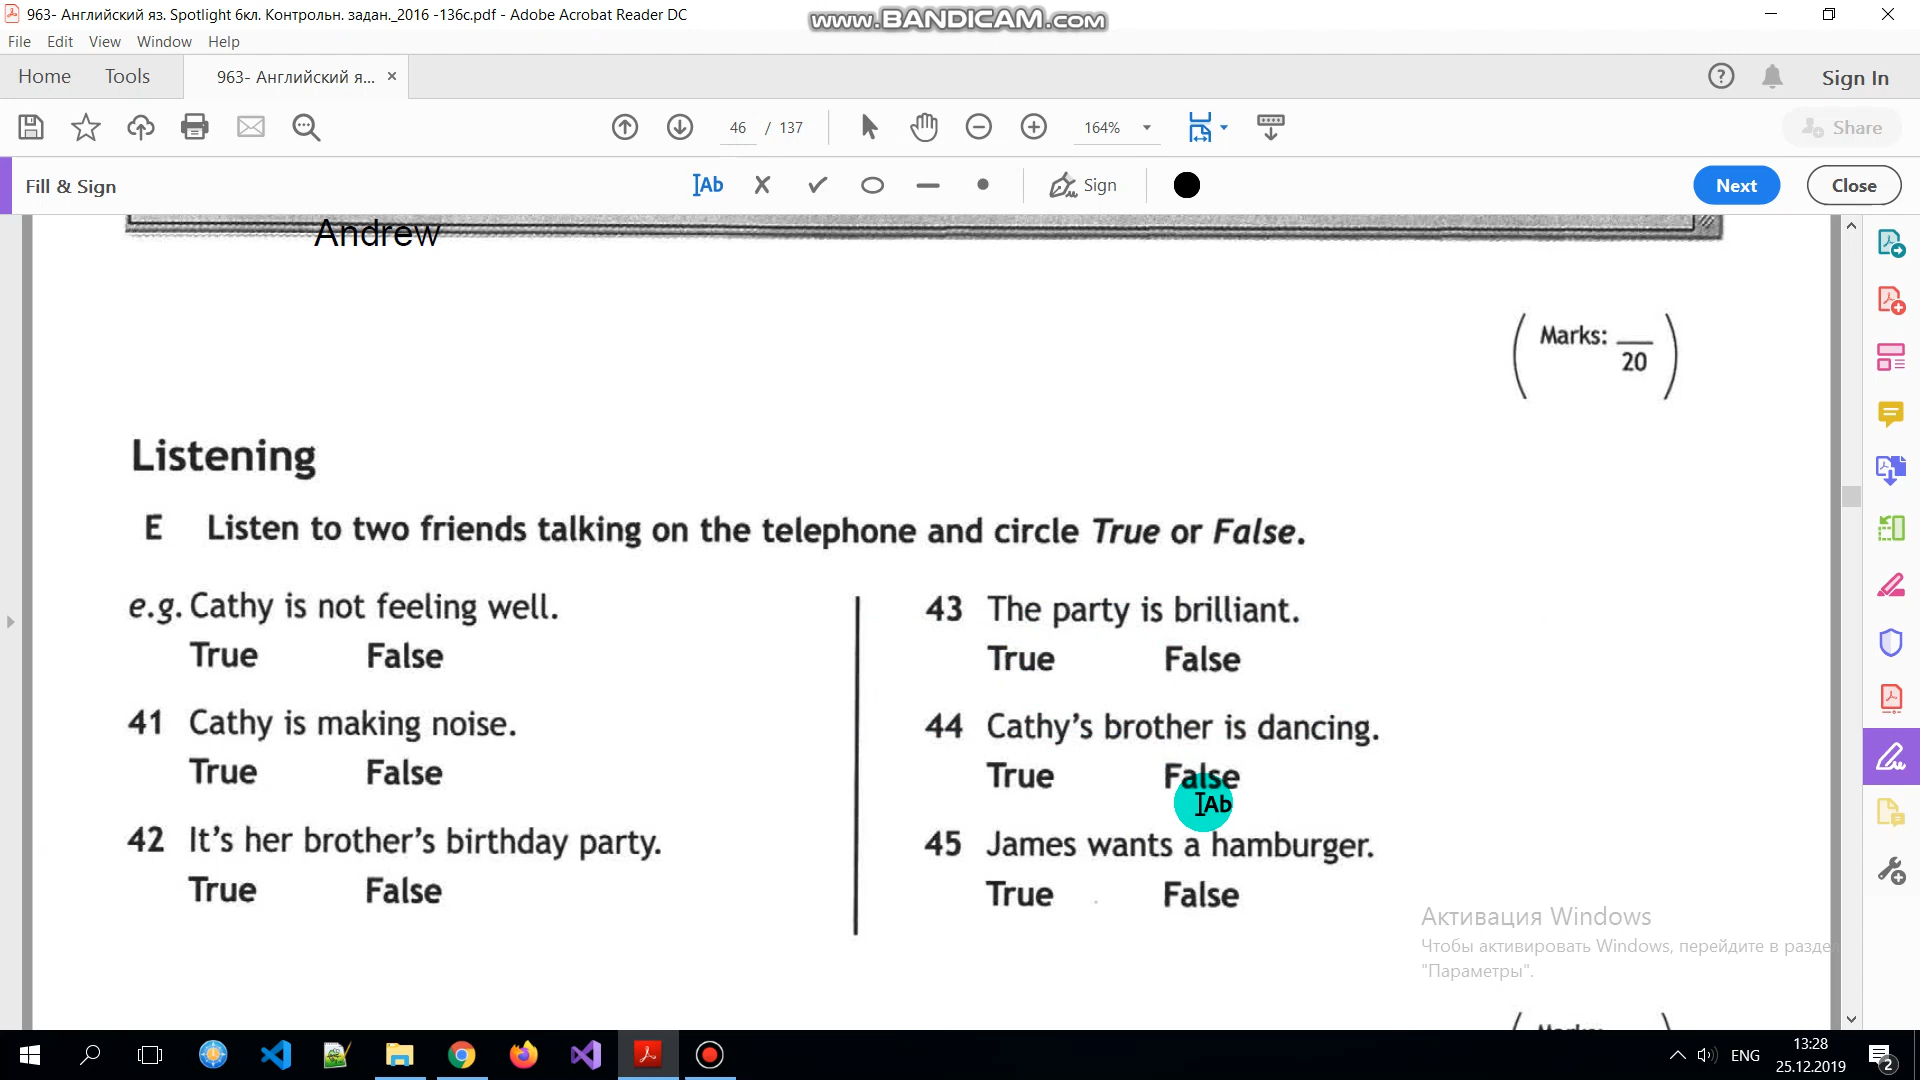 963- Английский яз. Spotlight 6кл. Контрольн. задан._2016 -136с.pdf - Adobe Acrobat Reader DC
www.BANDICAM.com
File Edit View Window Help
Home Tools 963- Английский я... × Sign In
46 / 137 164% Share
Fill & Sign Ab Sign Next Close
Andrew
Marks:
20
Listening
E Listen to two friends talking on the telephone and circle True or False.
e.g. Cathy is not feeling well.
True False
41 Cathy is making noise.
True False
42 It's her brother's birthday party.
True False
43 The party is brilliant.
True False
44 Cathy's brother is dancing.
True False
Ab
45 James wants a hamburger.
True False
Активация Windows
Чтобы активировать Windows, перейдите в разде
"Параметры".
ENG
13:28
25.12.2019
2